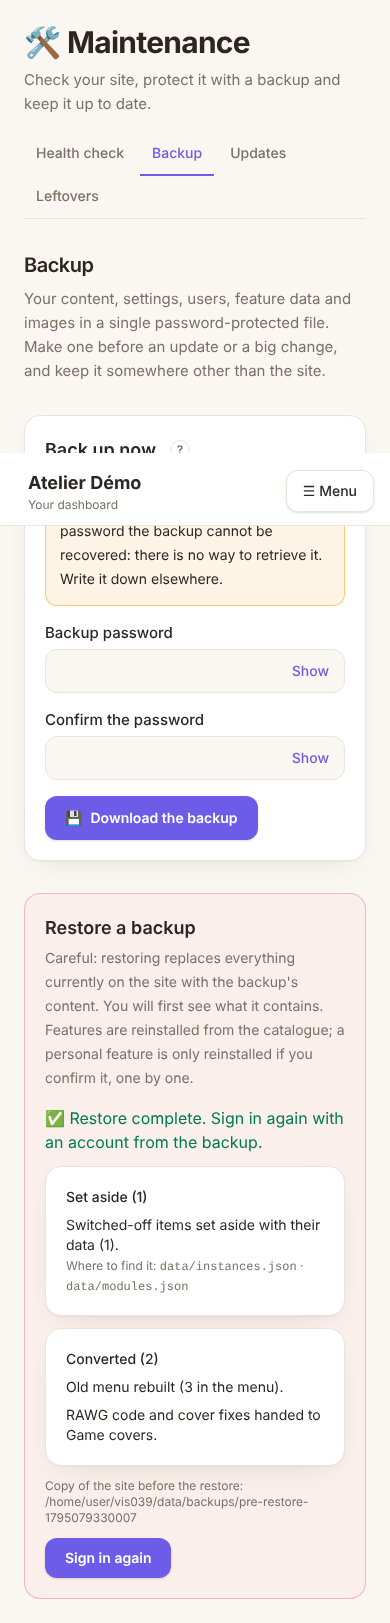 🛠️ Maintenance
Check your site, protect it with a backup and
keep it up to date.
Health check Backup Updates
Leftovers
Backup
Your content, settings, users, feature data and
images in a single password-protected file.
Make one before an update or a big change,
and keep it somewhere other than the site.
Back up now ?
Atelier Démo
Your dashboard
☰ Menu
password the backup cannot be
recovered: there is no way to retrieve it.
Write it down elsewhere.
Backup password
Show
Confirm the password
Show
💾 Download the backup
Restore a backup
Careful: restoring replaces everything
currently on the site with the backup's
content. You will first see what it contains.
Features are reinstalled from the catalogue; a
personal feature is only reinstalled if you
confirm it, one by one.
✅ Restore complete. Sign in again with
an account from the backup.
Set aside (1)
Switched-off items set aside with their
data (1).
Where to find it: data/instances.json ·
data/modules.json
Converted (2)
Old menu rebuilt (3 in the menu).
RAWG code and cover fixes handed to
Game covers.
Copy of the site before the restore:
/home/user/vis039/data/backups/pre-restore-
1795079330007
Sign in again